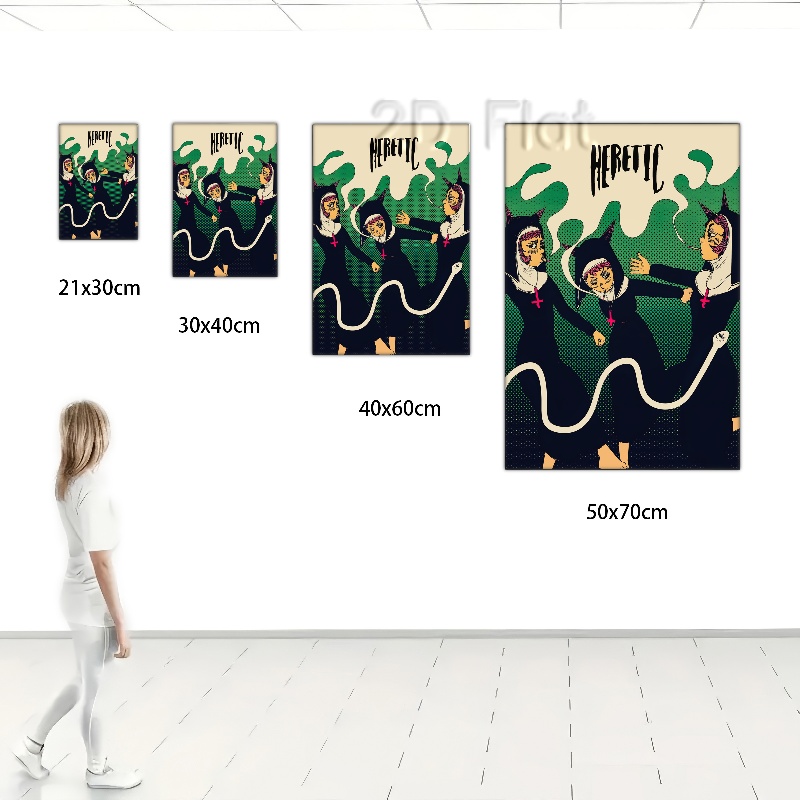 2D Flat
HERETIC
HERETIC
HERETIC
HERETIC
21x30cm
30x40cm
40x60cm
50x70cm